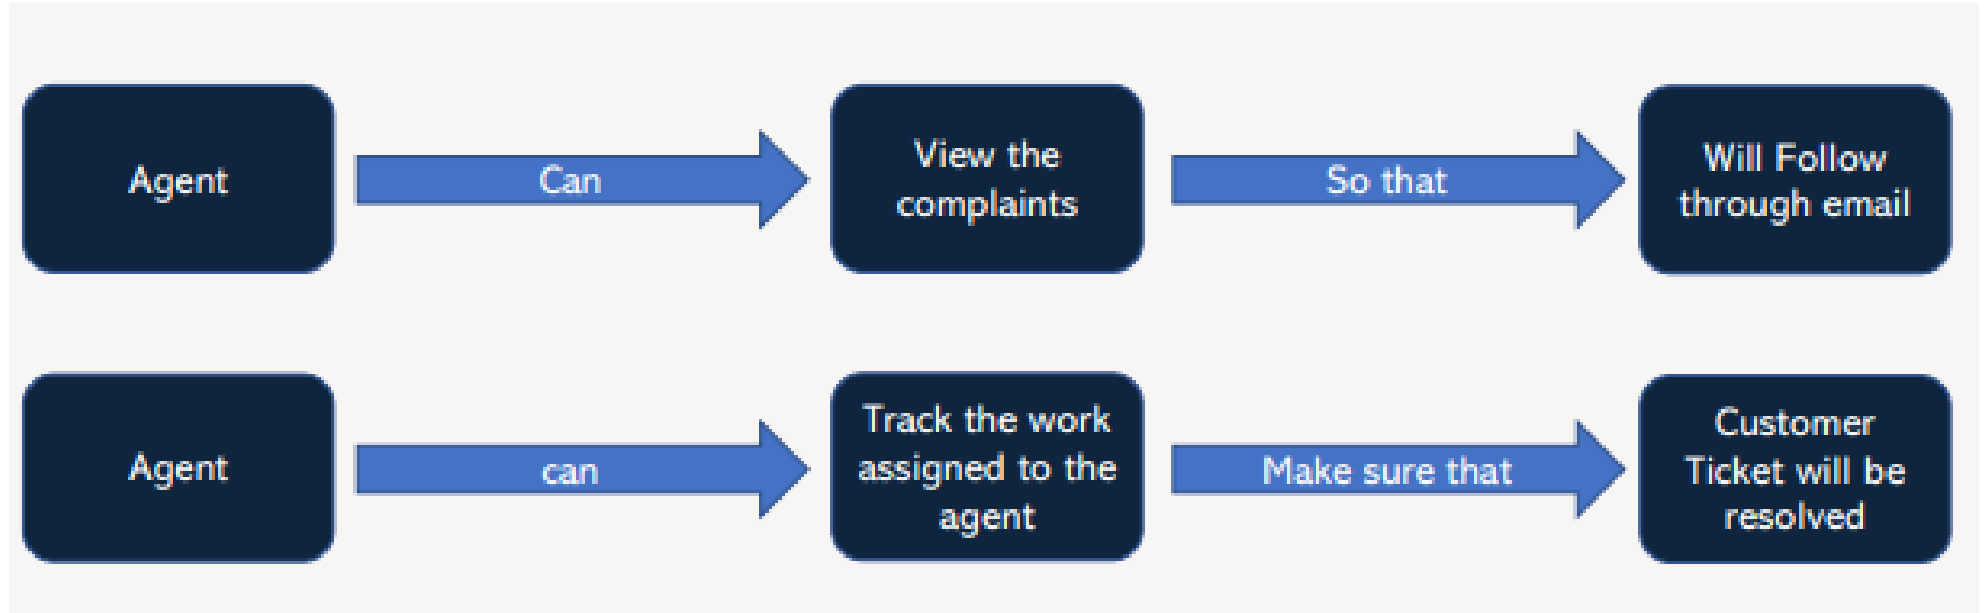 Agent
Can
View the
complaints
So that
Will Follow
through email
Agent
can
Track the work
assigned to the
agent
Make sure that
Customer
Ticket will be
resolved